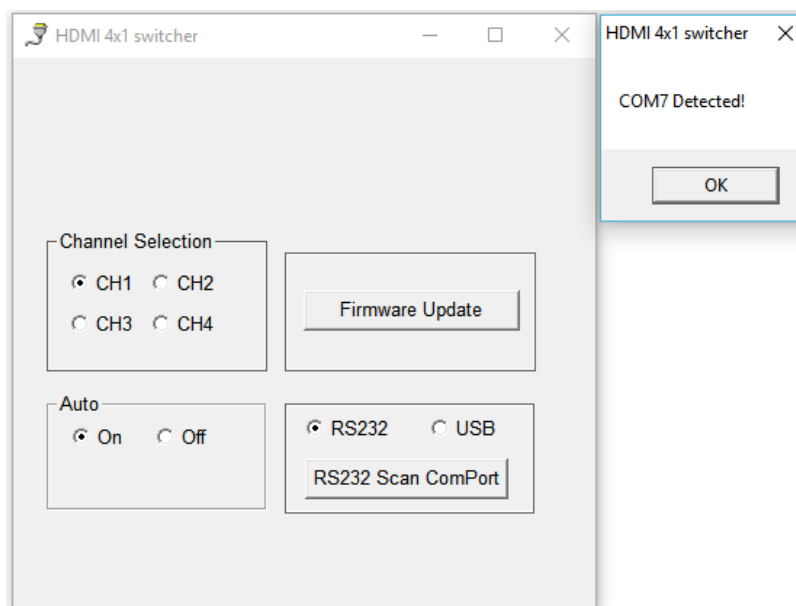 HDMI 4x1 switcher
HDMI 4x1 switcher
COM7 Detected!
OK
Channel Selection
CH1 CH2
CH3 CH4
Firmware Update
Auto
On Off
RS232 USB
RS232 Scan ComPort